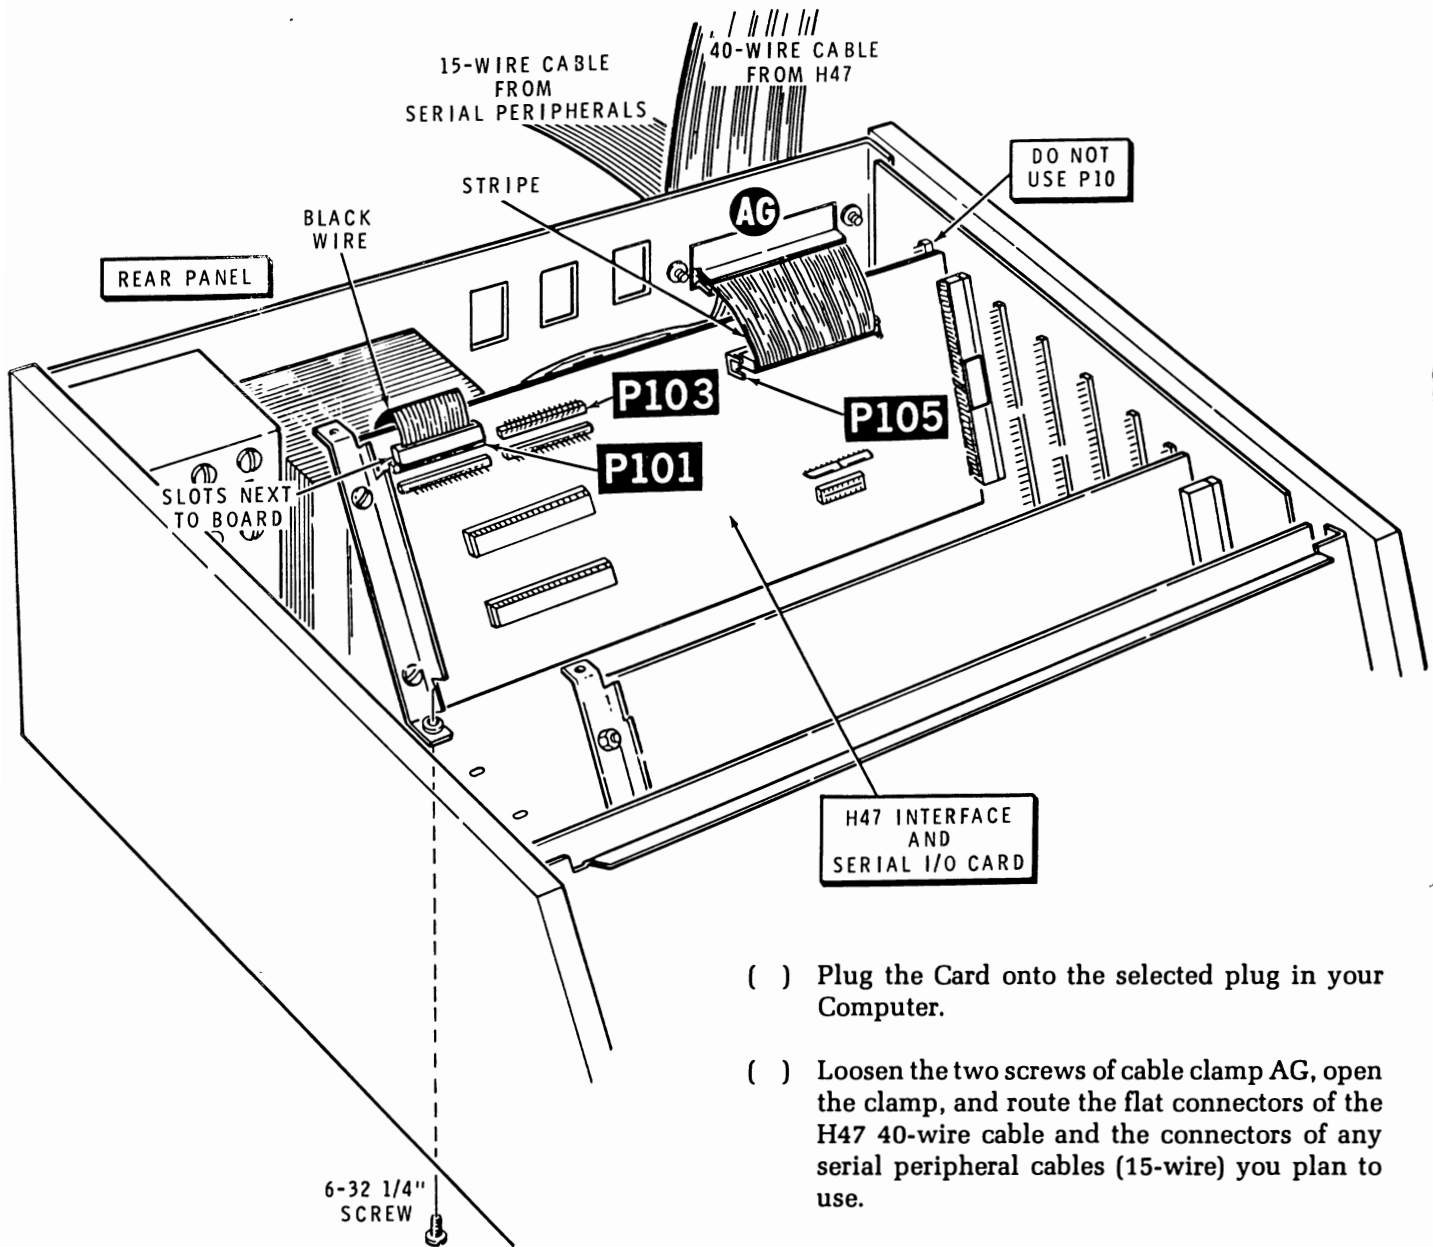 15-WIRE CABLE
FROM
SERIAL PERIPHERALS
40-WIRE CABLE
FROM H47
DO NOT
USE P10
STRIPE
AG
BLACK
WIRE
REAR PANEL
P103
P105
P101
SLOTS NEXT
TO BOARD
H47 INTERFACE
AND
SERIAL I/O CARD
6-32 1/4"
SCREW
( ) Plug the Card onto the selected plug in your
Computer.
( ) Loosen the two screws of cable clamp AG, open
the clamp, and route the flat connectors of the
H47 40-wire cable and the connectors of any
serial peripheral cables (15-wire) you plan to
use.